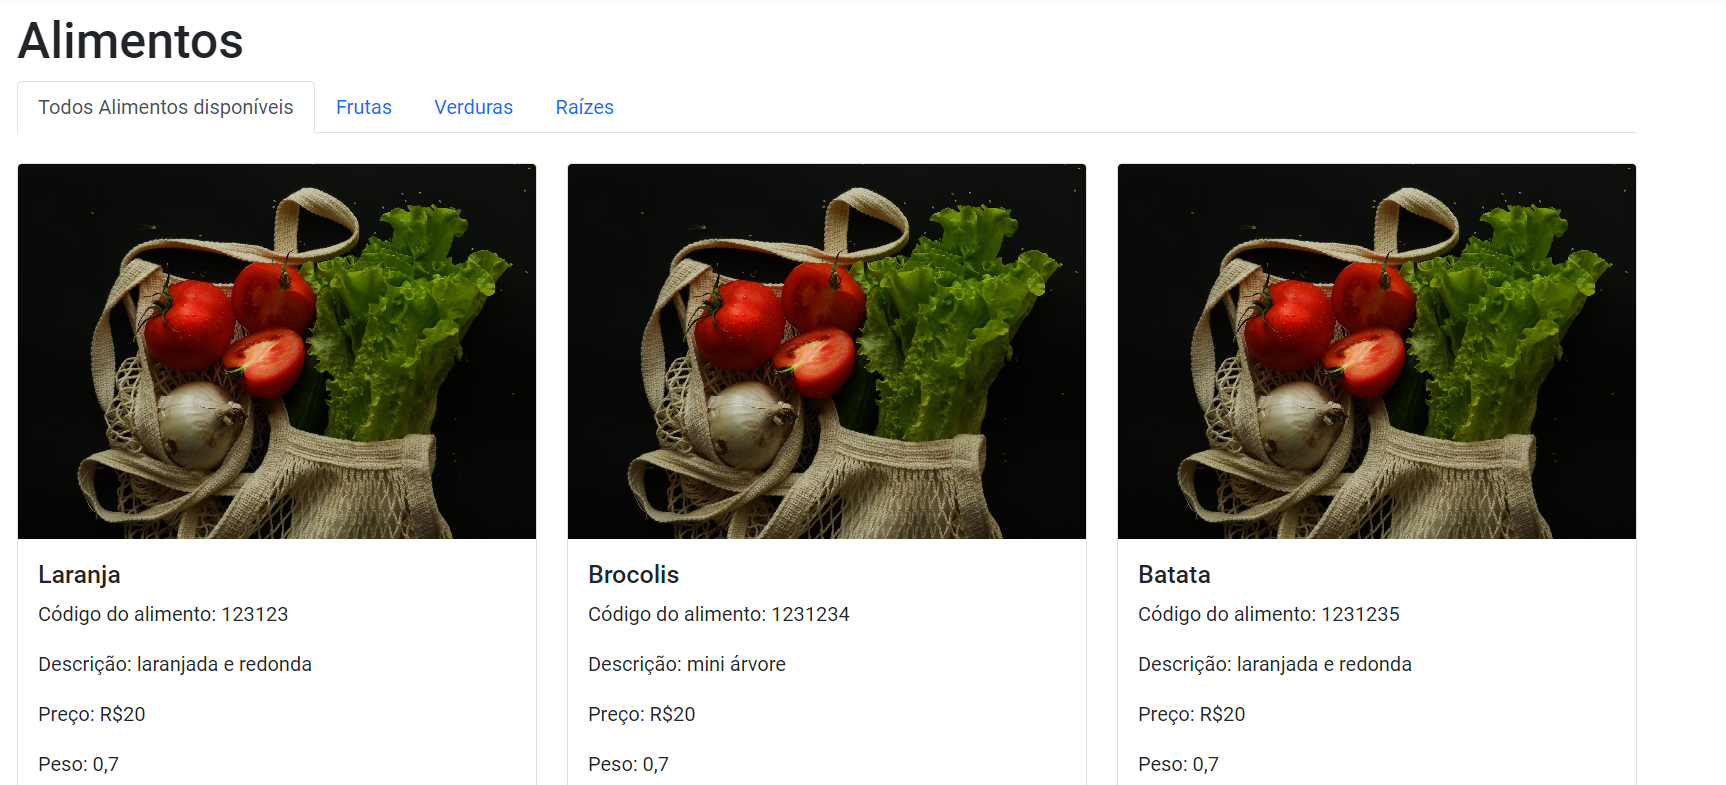 Alimentos
Todos Alimentos disponíveis Frutas Verduras Raízes
Laranja
Código do alimento: 123123
Descrição: laranjada e redonda
Preço: R$20
Peso: 0,7
Brocolis
Código do alimento: 1231234
Descrição: mini árvore
Preço: R$20
Peso: 0,7
Batata
Código do alimento: 1231235
Descrição: laranjada e redonda
Preço: R$20
Peso: 0,7